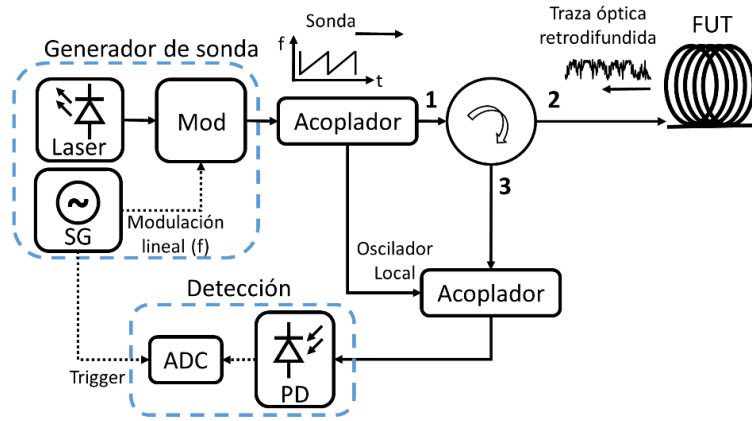 Generador de sonda
Laser
Mod
SG
Modulación
lineal (f)
Sonda
f
t
Acoplador
1
2
3
Traza óptica
retrodifundida
FUT
Oscilador
Local
Acoplador
Detección
ADC
PD
Trigger